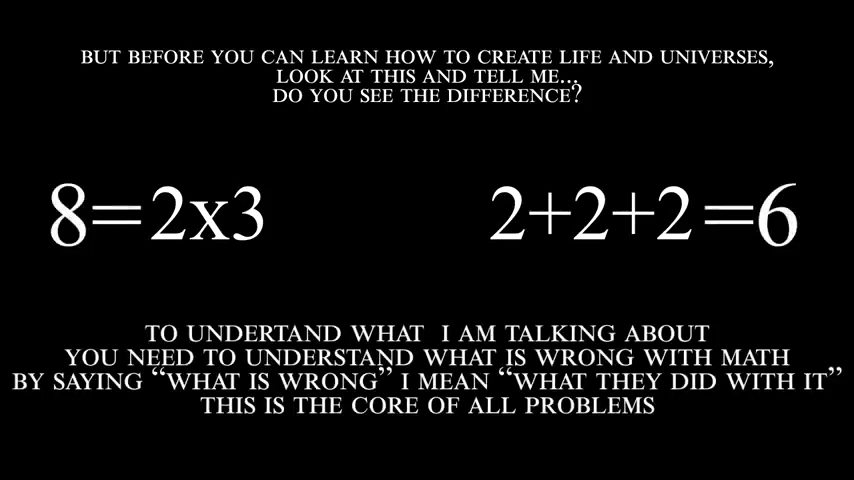 BUT BEFORE YOU CAN LEARN HOW TO CREATE LIFE AND UNIVERSES,
LOOK AT THIS AND TELL ME...
DO YOU SEE THE DIFFERENCE?
8=2x3
2+2+2=6
TO UNDERTAND WHAT I AM TALKING ABOUT
YOU NEED TO UNDERSTAND WHAT IS WRONG WITH MATH
BY SAYING “WHAT IS WRONG” I MEAN “WHAT THEY DID WITH IT”
THIS IS THE CORE OF ALL PROBLEMS